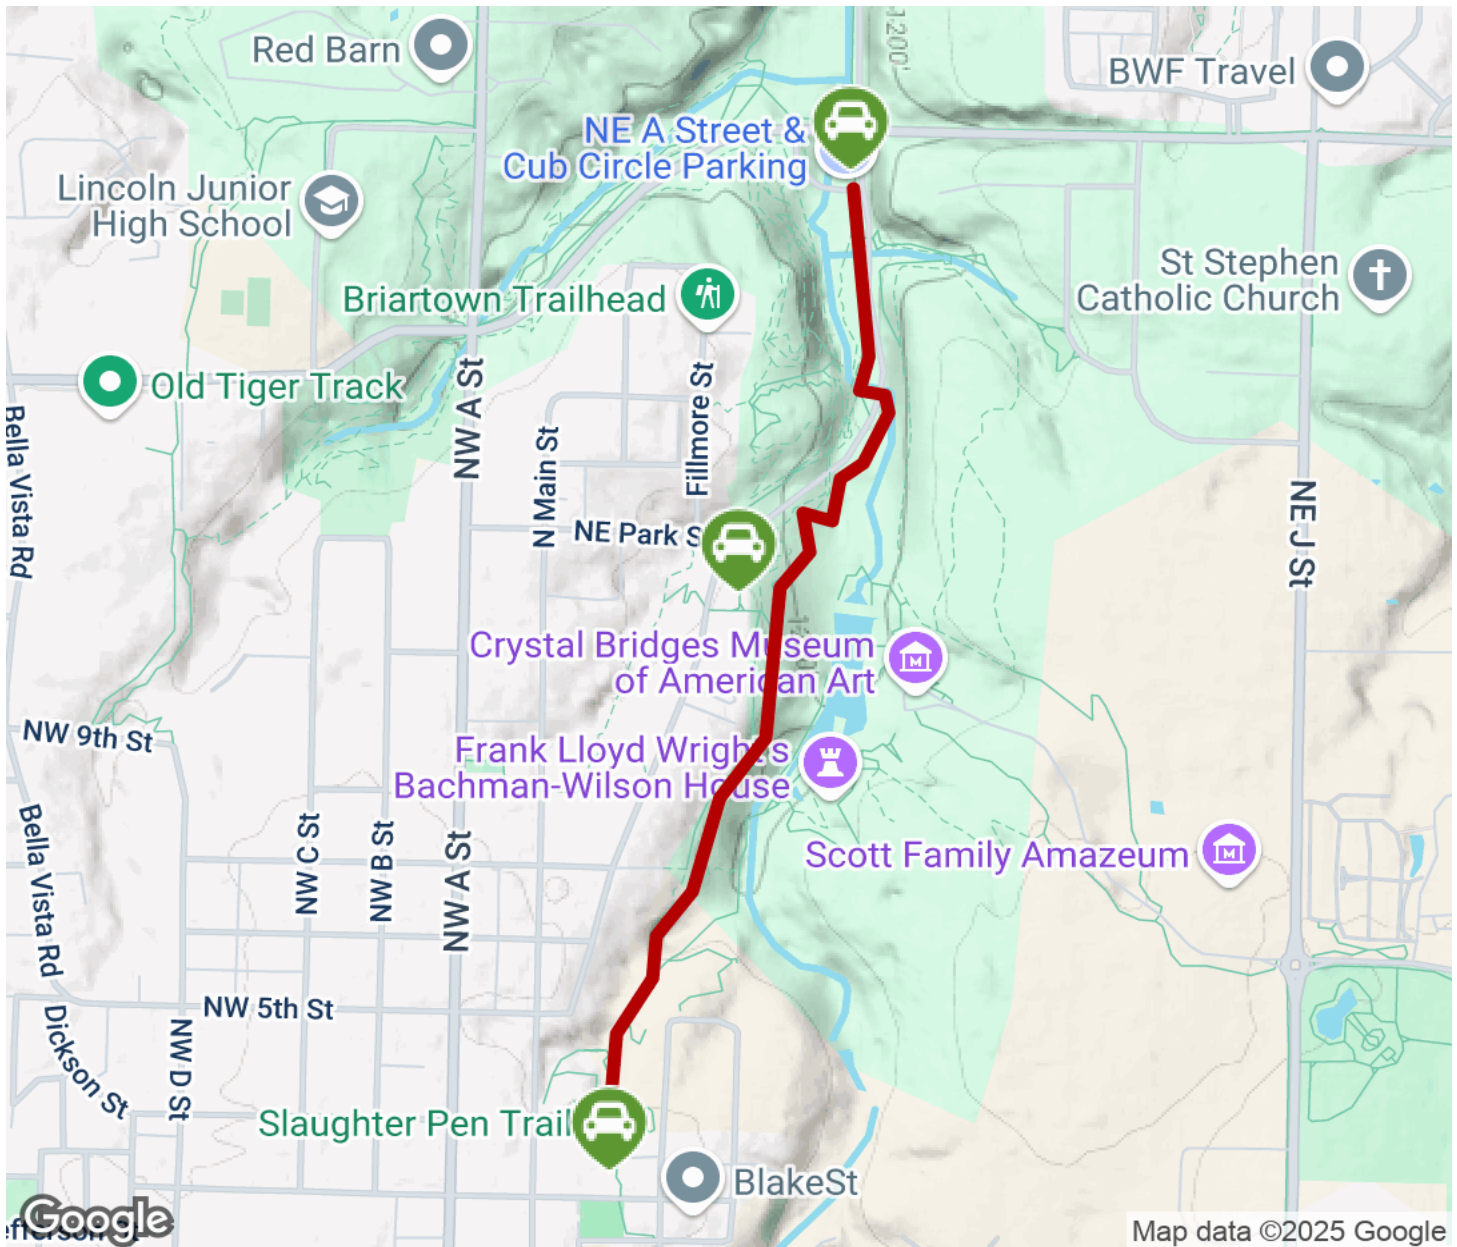 Red Barn
1200'
BWF Travel
NE A Street &
Cub Circle Parking
Lincoln Junior
High School
St Stephen
Catholic Church
Briartown Trailhead
Old Tiger Track
NW A St
Fillmore St
Bella Vista Rd
N Main St
NE J St
NE Park S
Crystal Bridges Museum
of American Art
NW 9th St
Frank Lloyd Wright's
Bachman-Wilson House
Bella Vista Rd
NW C St
NW B St
NW A St
Scott Family Amazeum
NW 5th St
Dickson St
NW D St
Slaughter Pen Trail
BlakeSt
Google
efferson St
Map data ©2025 Google